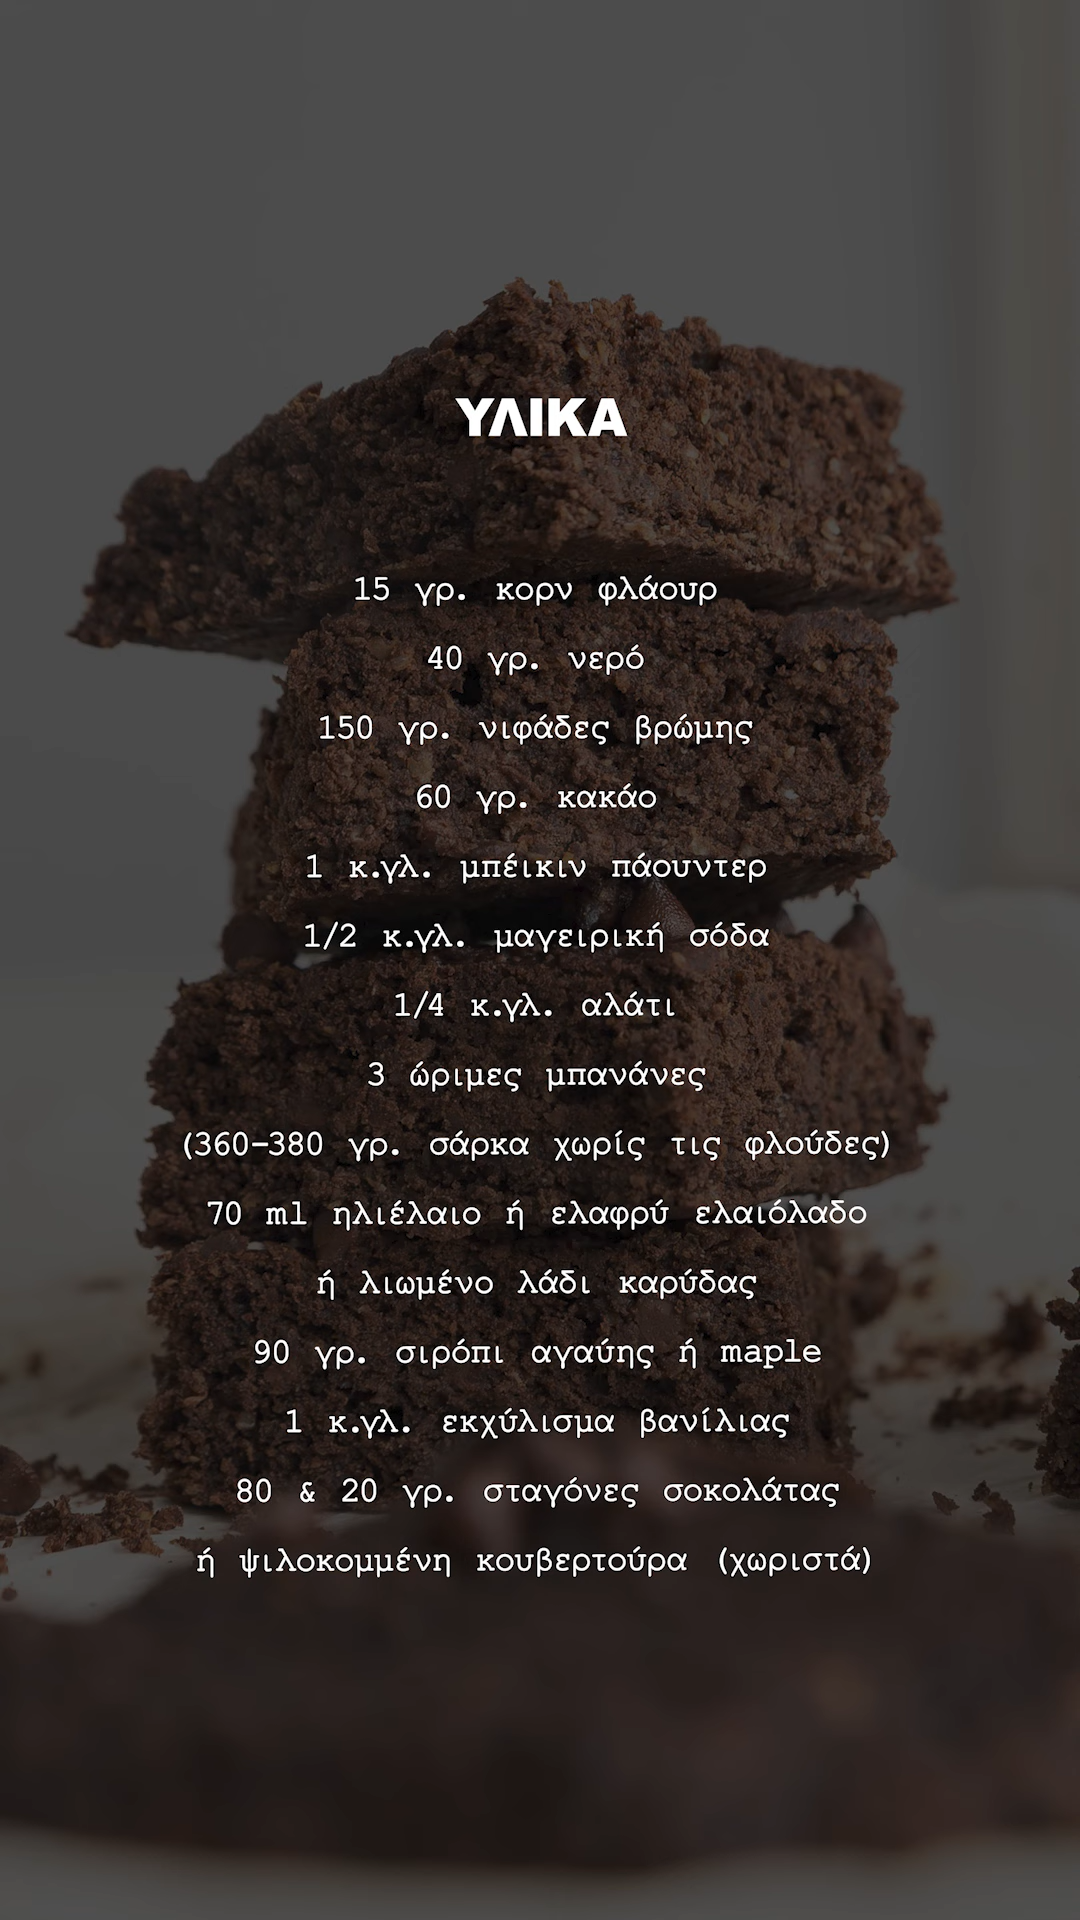 ΥΛΙΚΑ
15 γρ. κορν φλάουρ
40 γρ. νερό
150 γρ. νιφάδες βρώμης
60 γρ. κακάο
1 κ.γλ. μπέικιν πάουντερ
1/2 κ.γλ. μαγειρική σόδα
1/4 κ.γλ. αλάτι
3 ώριμες μπανάνες
(360-380 γρ. σάρκα χωρίς τις φλούδες)
70 ml ηλιέλαιο ή ελαφρύ ελαιόλαδο
ή λιωμένο λάδι καρύδας
90 γρ. σιρόπι αγαύης ή maple
1 κ.γλ. εκχύλισμα βανίλιας
80 & 20 γρ. σταγόνες σοκολάτας
ή ψιλοκομμένη κουβερτούρα (χωριστά)